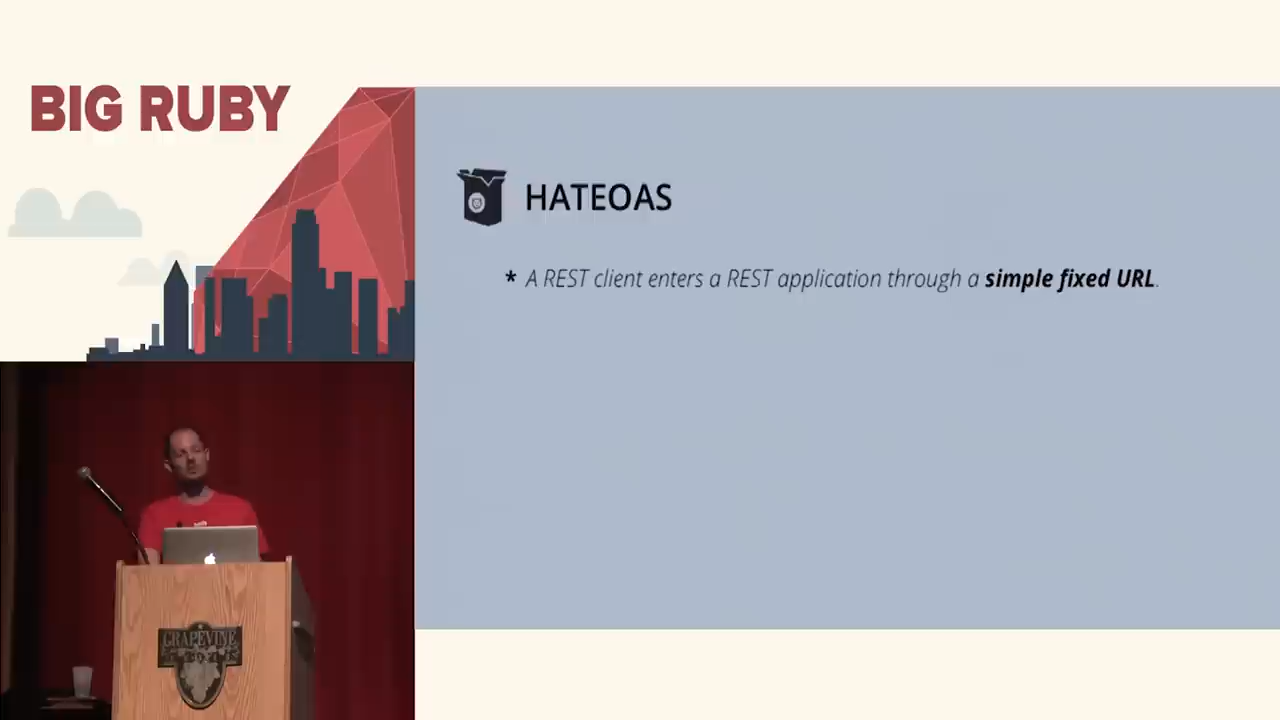 BIG RUBY
HATEOAS
* A REST client enters a REST application through a simple fixed URL.
GRAPEVINE